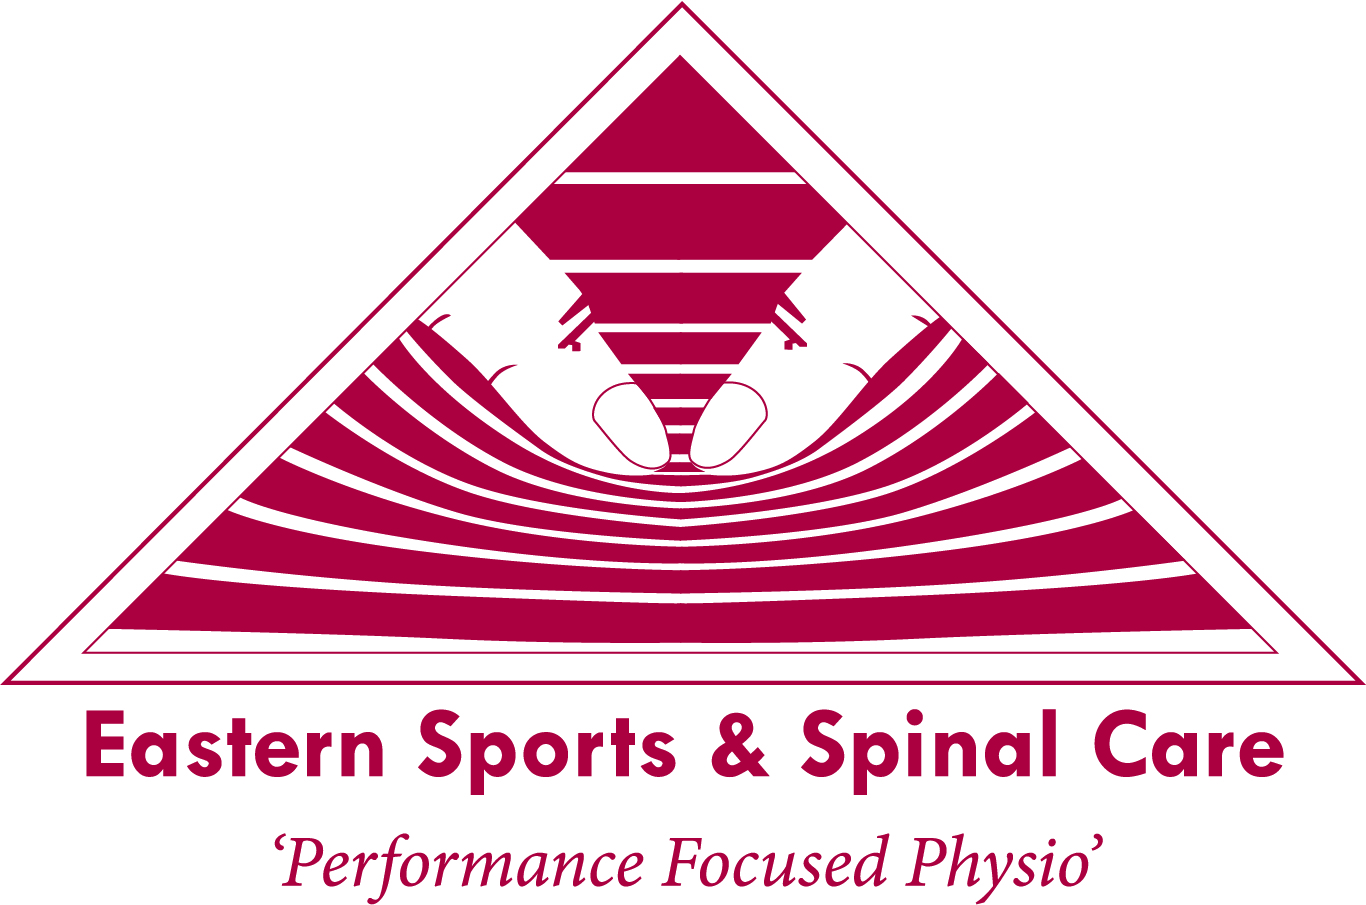 Eastern Sports & Spinal Care
‘Performance Focused Physio’